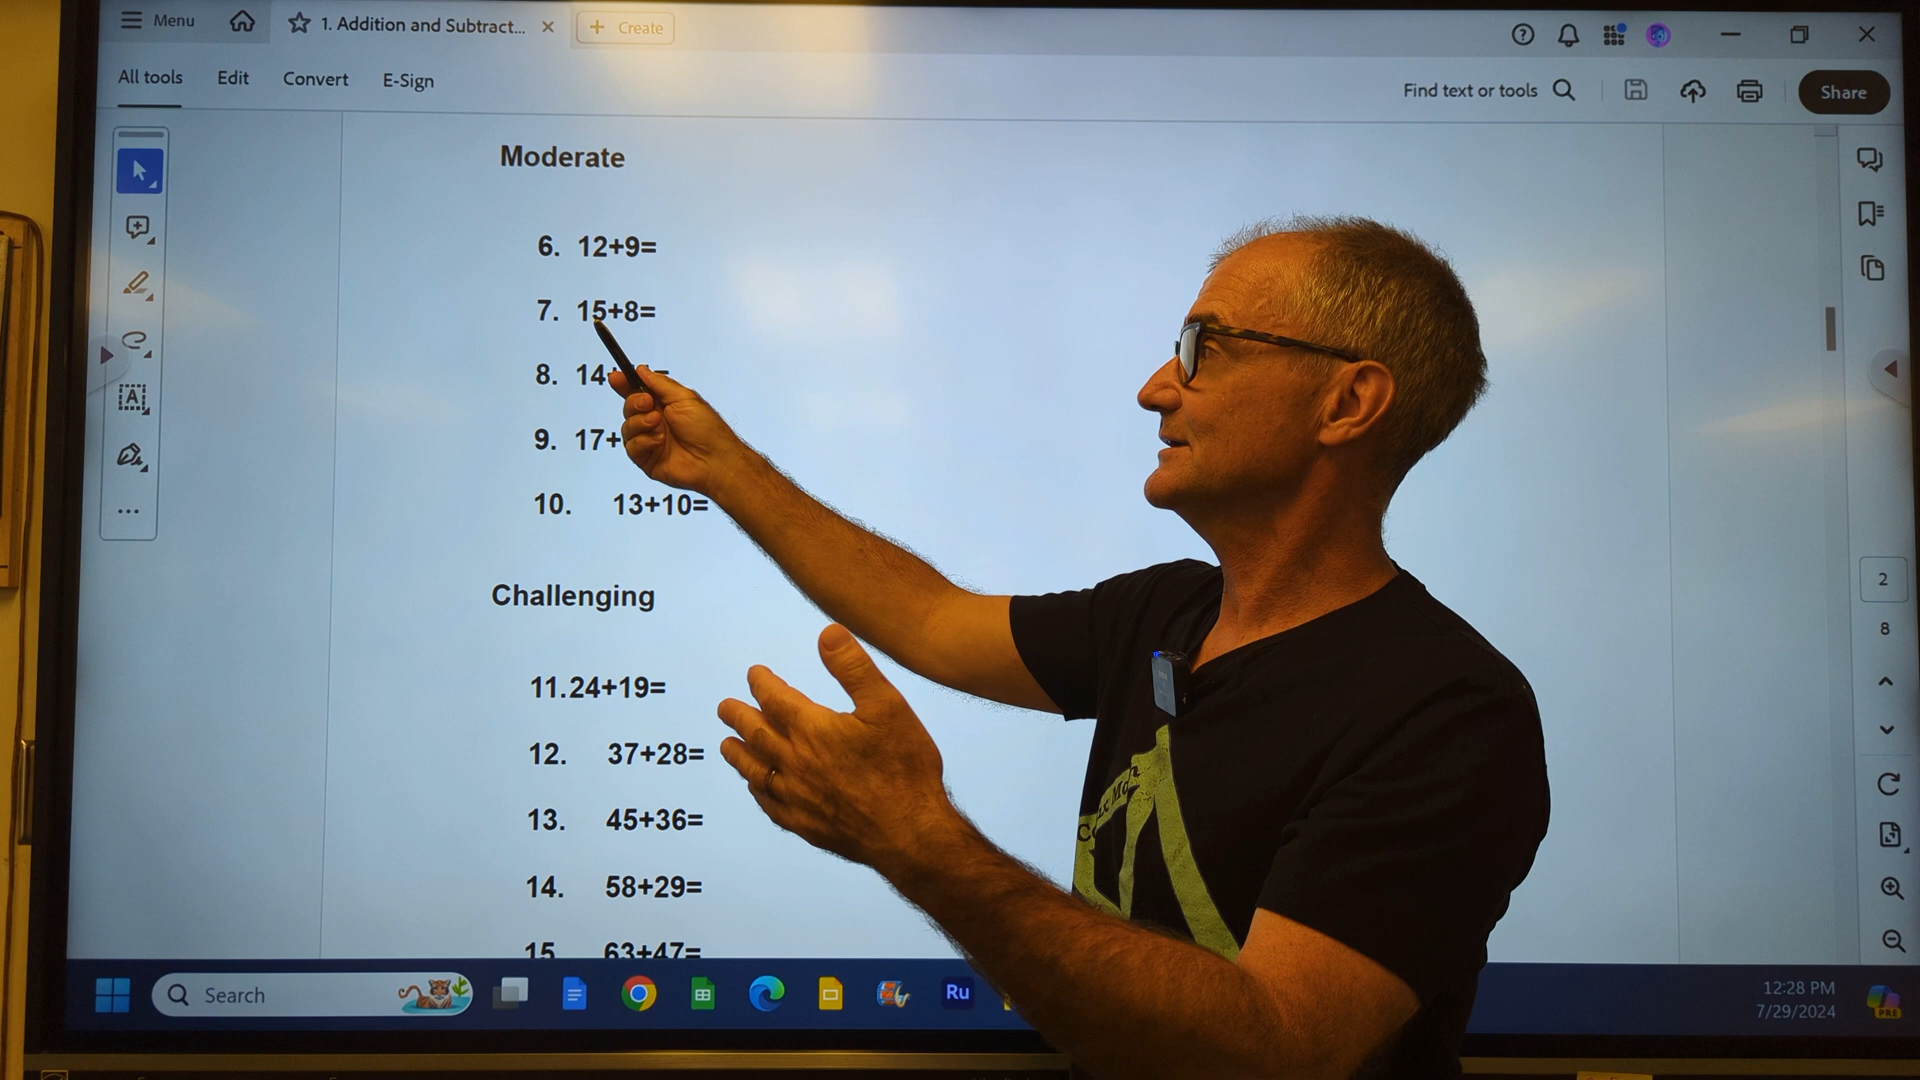 Menu
1. Addition and Subtract...
Create
All tools
Edit
Convert
E-Sign
Find text or tools
Share
Moderate
6. 12+9=
7. 15+8=
8. 14
9. 17+
10. 13+10=
Challenging
11.24+19=
12. 37+28=
13. 45+36=
14. 58+29=
15 63+47=
2
8
Search
Ru
12:28 PM
7/29/2024
PRE